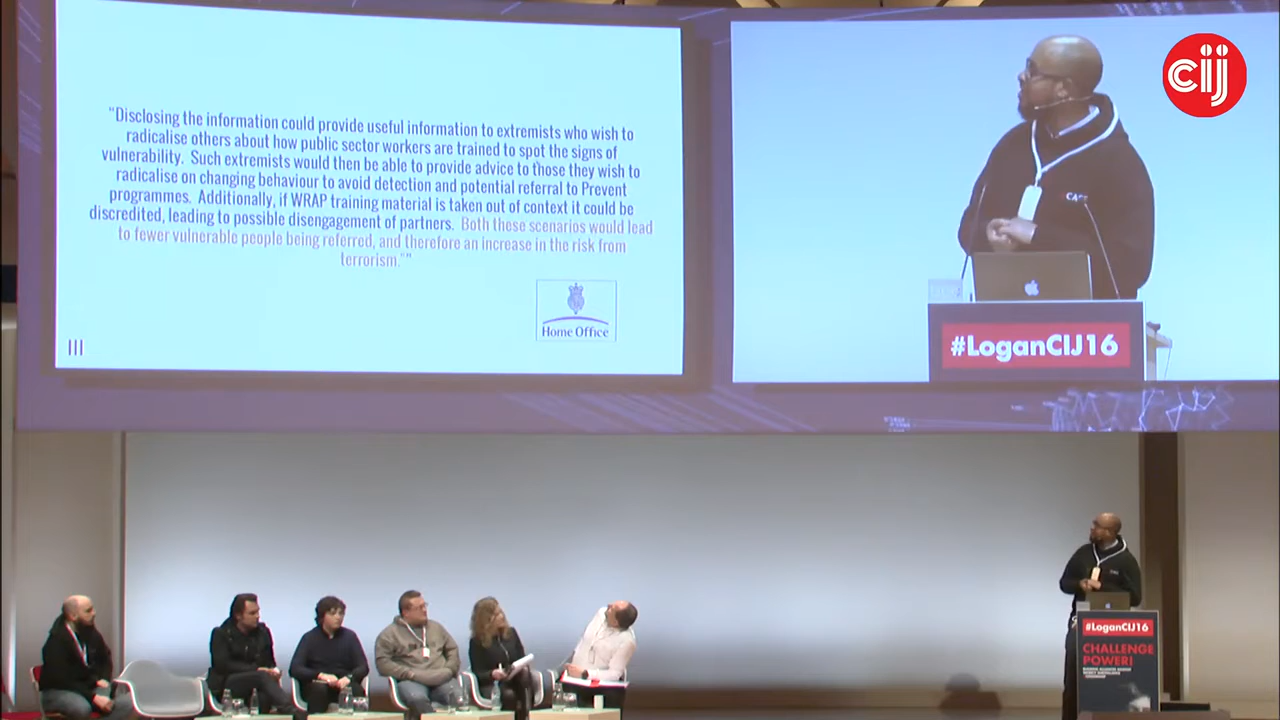 "Disclosing the information could provide useful information to extremists who wish to
radicalise others about how public sector workers are trained to spot the signs of
vulnerability. Such extremists would then be able to provide advice to those they wish to
radicalise on changing behaviour to avoid detection and potential referral to Prevent
programmes. Additionally, if WRAP training material is taken out of context it could be
discredited, leading to possible disengagement of partners. Both these scenarios would lead
to fewer vulnerable people being referred, and therefore an increase in the risk from
terrorism.""
Home Office
cij
#LoganCIJ16
#LoganCIJ16
CHALLENGE
POWER!